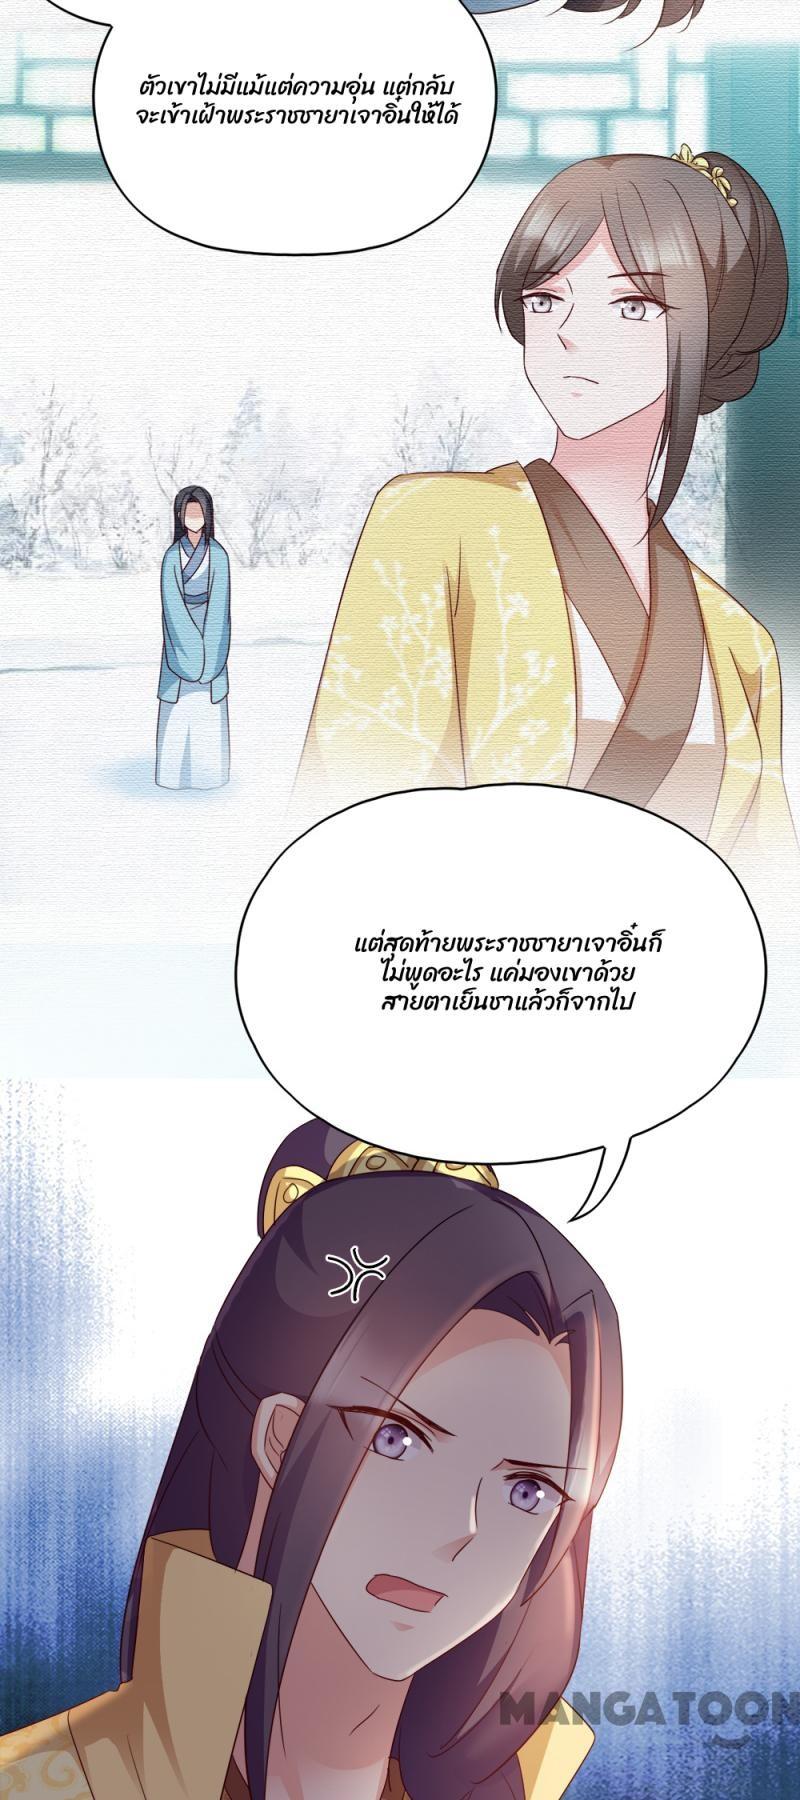 ตัวเขาไม่มีแม้แต่ความอุ่น แต่กลับ
จะเข้าเฝ้าพระราชชายาเจาอิ๋นให้ได้
แต่สุดท้ายพระราชชายาเจาอิ๋นก็
ไม่พูดอะไร แค่มองเขาด้วย
สายตาเย็นชาแล้วก็จากไป
MANGATOON